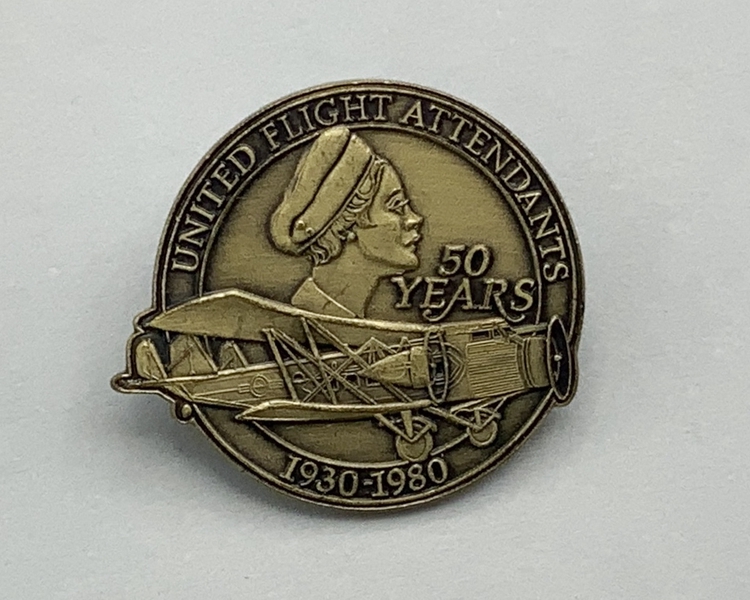 UNITED FLIGHT ATTENDANTS
50
YEARS
1930-1980